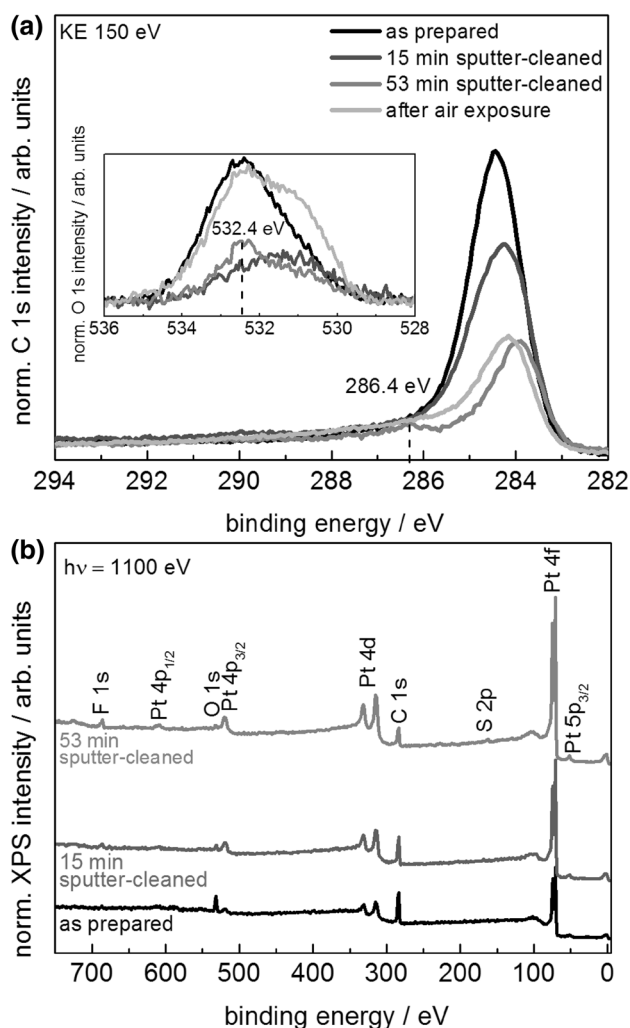 (a)
KE 150 eV
as prepared
15 min sputter-cleaned
53 min sputter-cleaned
after air exposure
norm. C 1s intensity / arb. units
norm. O 1s intensity / arb. units
532.4 eV
536 534 532 530 528
286.4 eV
294 292 290 288 286 284 282
binding energy / eV
(b)
hν = 1100 eV
norm. XPS intensity / arb. units
F 1s
Pt 4p1/2
O 1s
Pt 4p3/2
Pt 4d
C 1s
S 2p
Pt 4f
Pt 5p3/2
53 min
sputter-cleaned
15 min
sputter-cleaned
as prepared
700 600 500 400 300 200 100 0
binding energy / eV